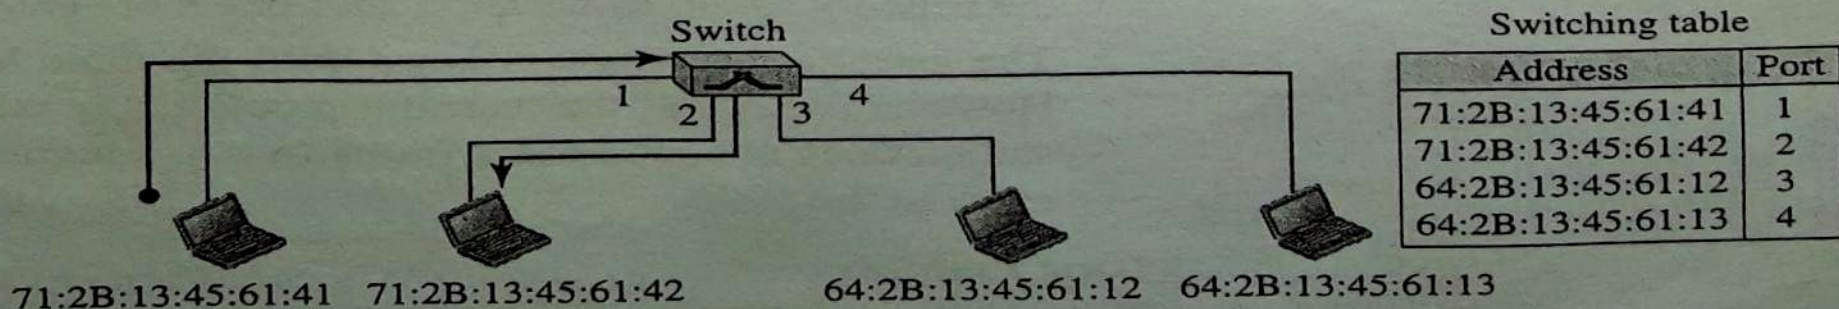 Switch
1
2
3
4
71:2B:13:45:61:41
71:2B:13:45:61:42
64:2B:13:45:61:12
64:2B:13:45:61:13
Switching table
Address Port
71:2B:13:45:61:41 1
71:2B:13:45:61:42 2
64:2B:13:45:61:12 3
64:2B:13:45:61:13 4